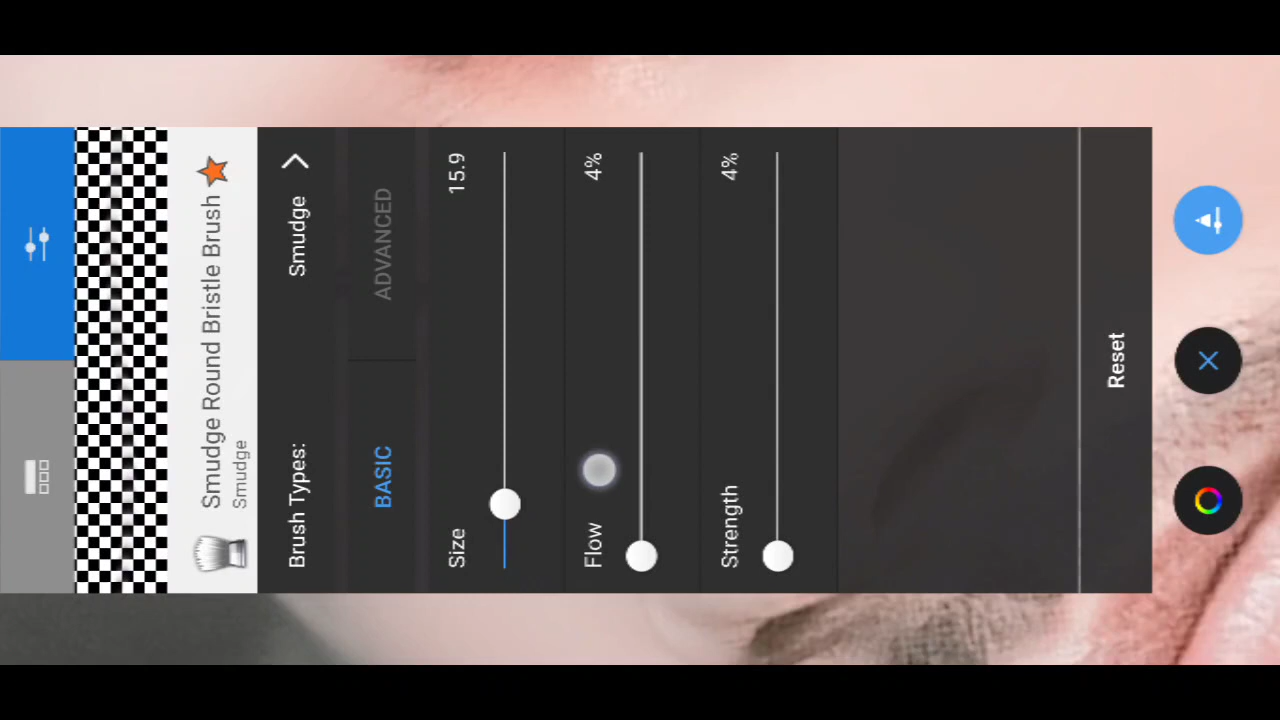 Smudge Round Bristle Brush
Smudge
Brush Types: Smudge
BASIC ADVANCED
Size 15.9
Flow 4%
Strength 4%
Reset